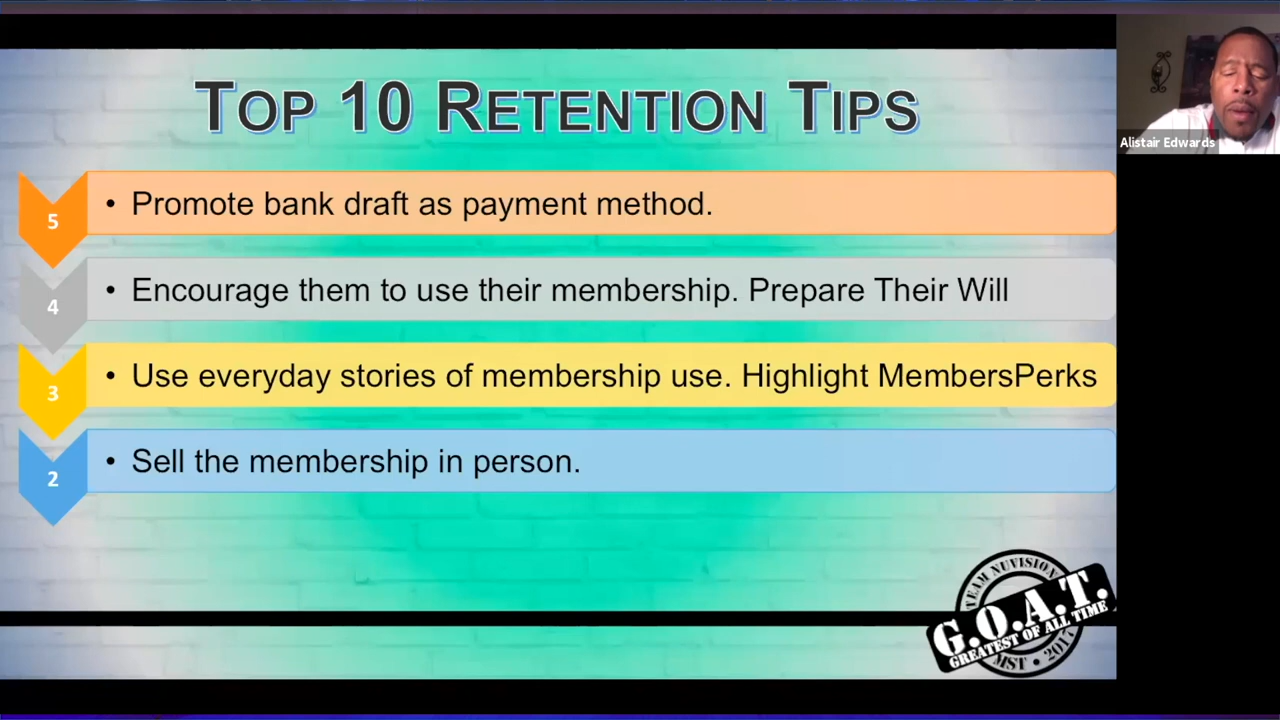 TOP 10 RETENTION TIPS
5
• Promote bank draft as payment method.
4
• Encourage them to use their membership. Prepare Their Will
3
• Use everyday stories of membership use. Highlight MembersPerks
2
• Sell the membership in person.
Alistair Edwards
TEAM NUVISION
G.O.A.T.
GREATEST OF ALL TIME
MST • 2017